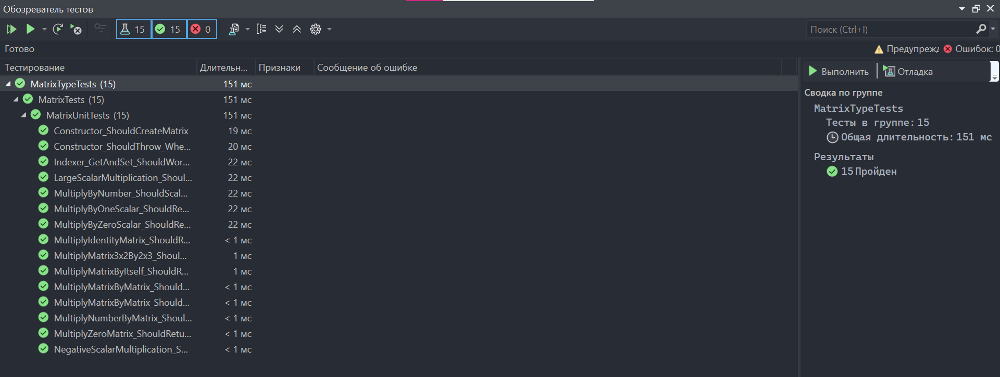 Обозреватель тестов
15 15 0
Поиск (Ctrl+I)
Готово
Предупрежд Ошибок: 0
Тестирование Длительн... Признаки Сообщение об ошибке
MatrixTypeTests (15) 151 мс
MatrixTests (15) 151 мс
MatrixUnitTests (15) 151 мс
Constructor_ShouldCreateMatrix 19 мс
Constructor_ShouldThrow_Whe... 20 мс
Indexer_GetAndSet_ShouldWor... 22 мс
LargeScalarMultiplication_Shoul... 22 мс
MultiplyByNumber_ShouldScal... 22 мс
MultiplyByOneScalar_ShouldRe... 22 мс
MultiplyByZeroScalar_ShouldRe... 22 мс
MultiplyIdentityMatrix_ShouldR... < 1 мс
MultiplyMatrix3x2By2x3_Shoul... 1 мс
MultiplyMatrixByItself_ShouldR... 1 мс
MultiplyMatrixByMatrix_Should... < 1 мс
MultiplyMatrixByMatrix_Should... < 1 мс
MultiplyNumberByMatrix_Shoul... < 1 мс
MultiplyZeroMatrix_ShouldRetu... < 1 мс
NegativeScalarMultiplication_S... < 1 мс
Выполнить Отладка
Сводка по группе
MatrixTypeTests
Тесты в группе: 15
Общая длительность: 151 мс
Результаты
15 Пройден